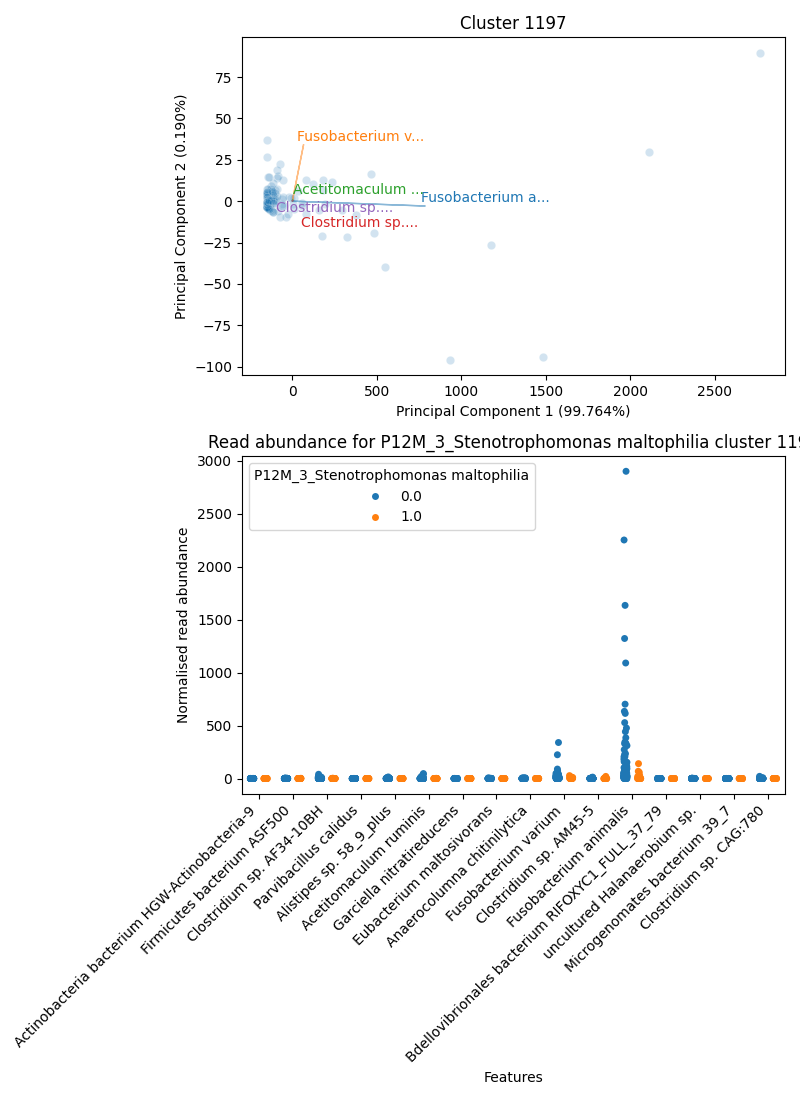 Cluster 1197
75
50
25
0
−25
−50
−75
−100
Principal Component 2 (0.190%)
Fusobacterium v...
Acetitomaculum ...
Fusobacterium a...
Clostridium sp....
Clostridium sp....
0
500
1000
1500
2000
2500
Principal Component 1 (99.764%)
Read abundance for P12M_3_Stenotrophomonas maltophilia cluster 119
3000
2500
2000
1500
1000
500
0
Normalised read abundance
P12M_3_Stenotrophomonas maltophilia
0.0
1.0
Actinobacteria bacterium HGW-Actinobacteria-9
Firmicutes bacterium ASF500
Clostridium sp. AF34-10BH
Parvibacillus calidus
Alistipes sp. 58_9_plus
Acetitomaculum ruminis
Garciella nitratireducens
Eubacterium maltosivorans
Anaerocolumna chitinilytica
Fusobacterium varium
Clostridium sp. AM45-5
Fusobacterium animalis
Bdellovibrionales bacterium RIFOXYC1_FULL_37_79
uncultured Halanaerobium sp.
Microgenomates bacterium 39_7
Clostridium sp. CAG:780
Features